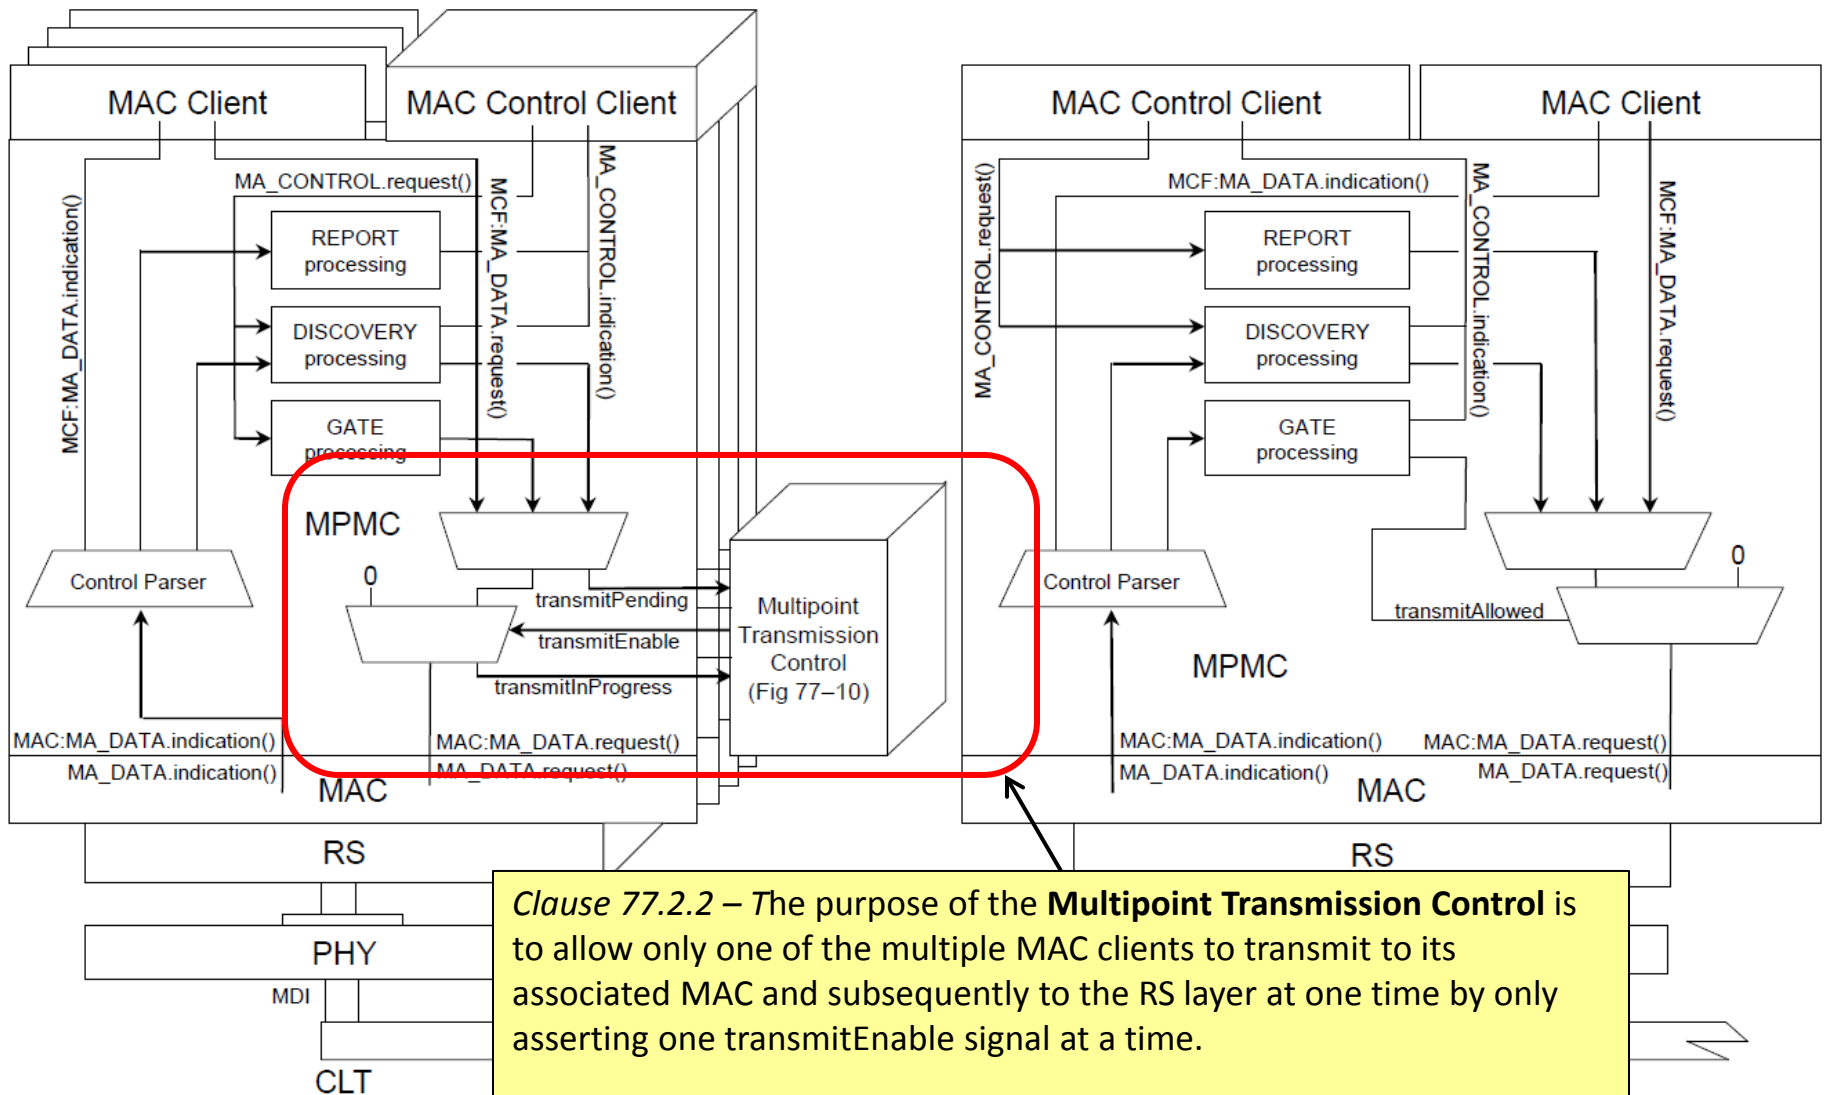 MAC Client
MAC Control Client
MA_CONTROL.request()
MCF:MA_DATA.indication()
MCF:MA_DATA.request()
MA_CONTROL.indication()
REPORT
processing
DISCOVERY
processing
GATE
processing
MPMC
Control Parser
0
transmitPending
transmitEnable
transmitInProgress
Multipoint
Transmission
Control
(Fig 77–10)
MAC:MA_DATA.indication()
MAC:MA_DATA.request()
MA_DATA.indication()
MA_DATA.request()
MAC
RS
PHY
MDI
CLT
MAC Control Client
MAC Client
MA_CONTROL.request()
MCF:MA_DATA.indication()
MA_CONTROL.indication()
MCF:MA_DATA.request()
REPORT
processing
DISCOVERY
processing
GATE
processing
Control Parser
0
transmitAllowed
MPMC
MAC:MA_DATA.indication()
MAC:MA_DATA.request()
MA_DATA.indication()
MA_DATA.request()
MAC
RS
Clause 77.2.2 – The purpose of the Multipoint Transmission Control is
to allow only one of the multiple MAC clients to transmit to its
associated MAC and subsequently to the RS layer at one time by only
asserting one transmitEnable signal at a time.